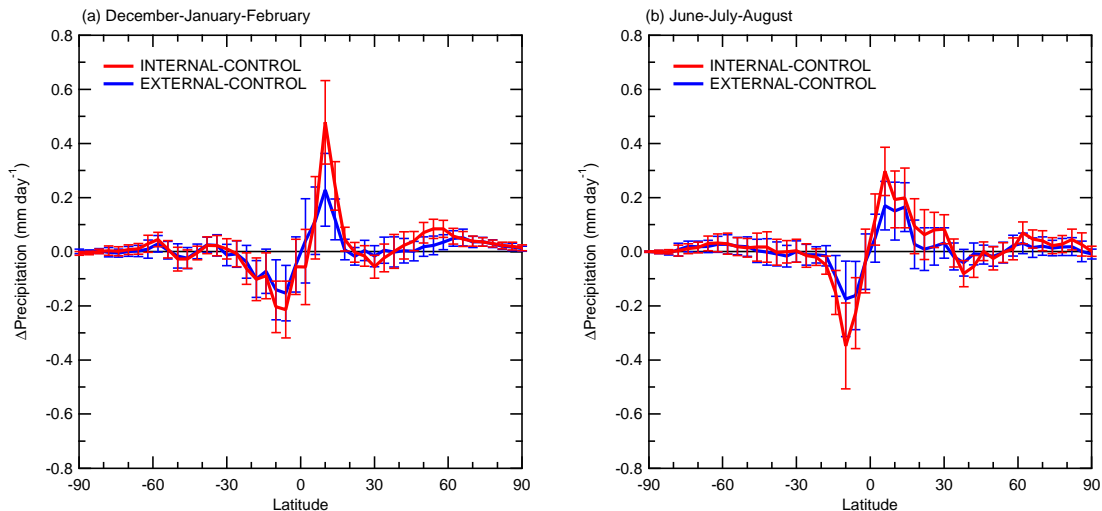 (a) December-January-February
0.8
0.6
0.4
0.2
0.0
-0.2
-0.4
-0.6
-0.8
ΔPrecipitation (mm day⁻¹)
INTERNAL-CONTROL
EXTERNAL-CONTROL
-90 -60 -30 0 30 60 90
Latitude
(b) June-July-August
0.8
0.6
0.4
0.2
0.0
-0.2
-0.4
-0.6
-0.8
ΔPrecipitation (mm day⁻¹)
INTERNAL-CONTROL
EXTERNAL-CONTROL
-90 -60 -30 0 30 60 90
Latitude